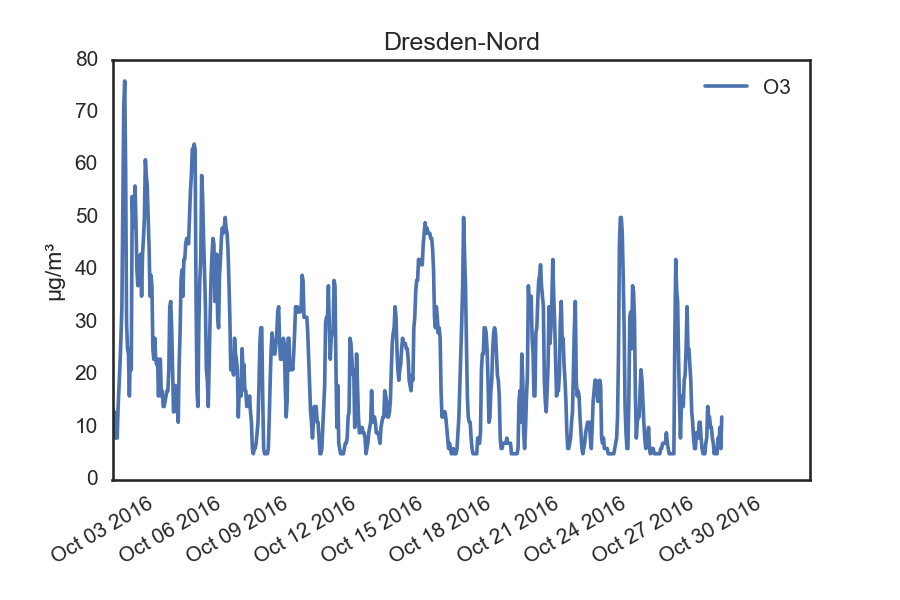 Dresden-Nord
80
70
60
50
40
30
20
10
0
µg/m³
O3
Oct 03 2016
Oct 06 2016
Oct 09 2016
Oct 12 2016
Oct 15 2016
Oct 18 2016
Oct 21 2016
Oct 24 2016
Oct 27 2016
Oct 30 2016